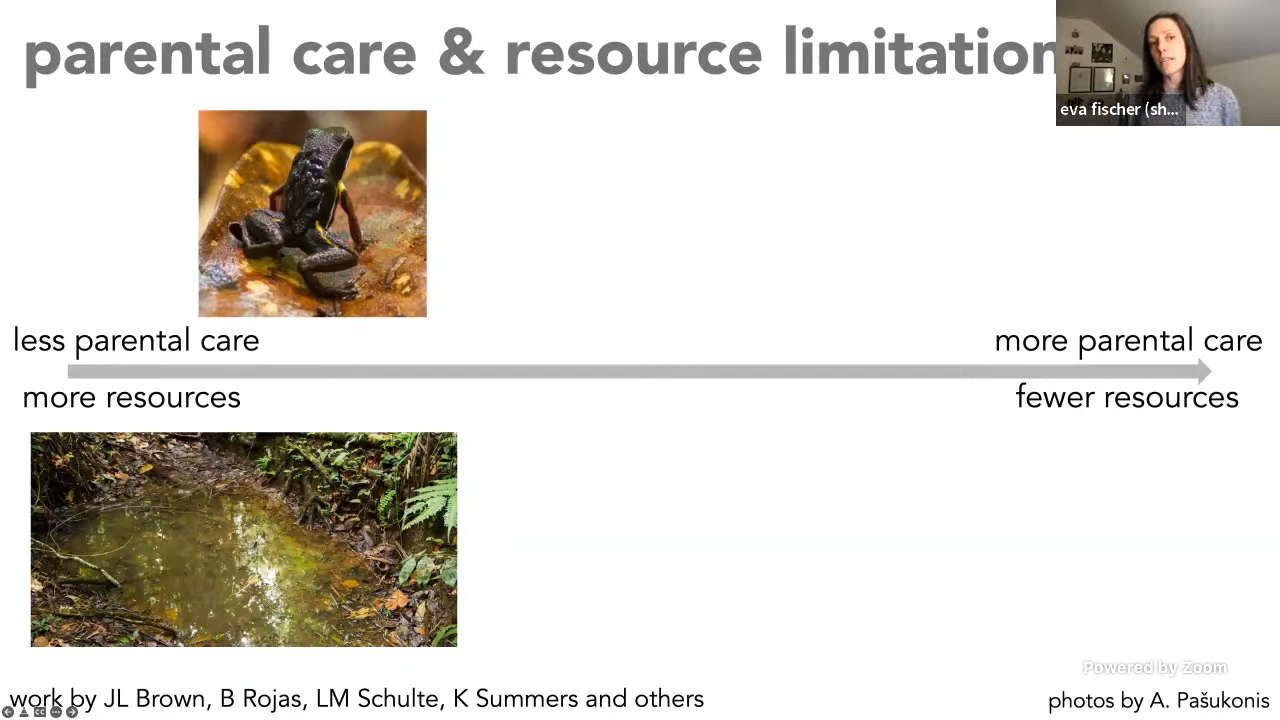 parental care & resource limitation
eva fischer (sh...
less parental care
more parental care
more resources
fewer resources
Powered by Zoom
work by JL Brown, B Rojas, LM Schulte, K Summers and others
photos by A. Pašukonis